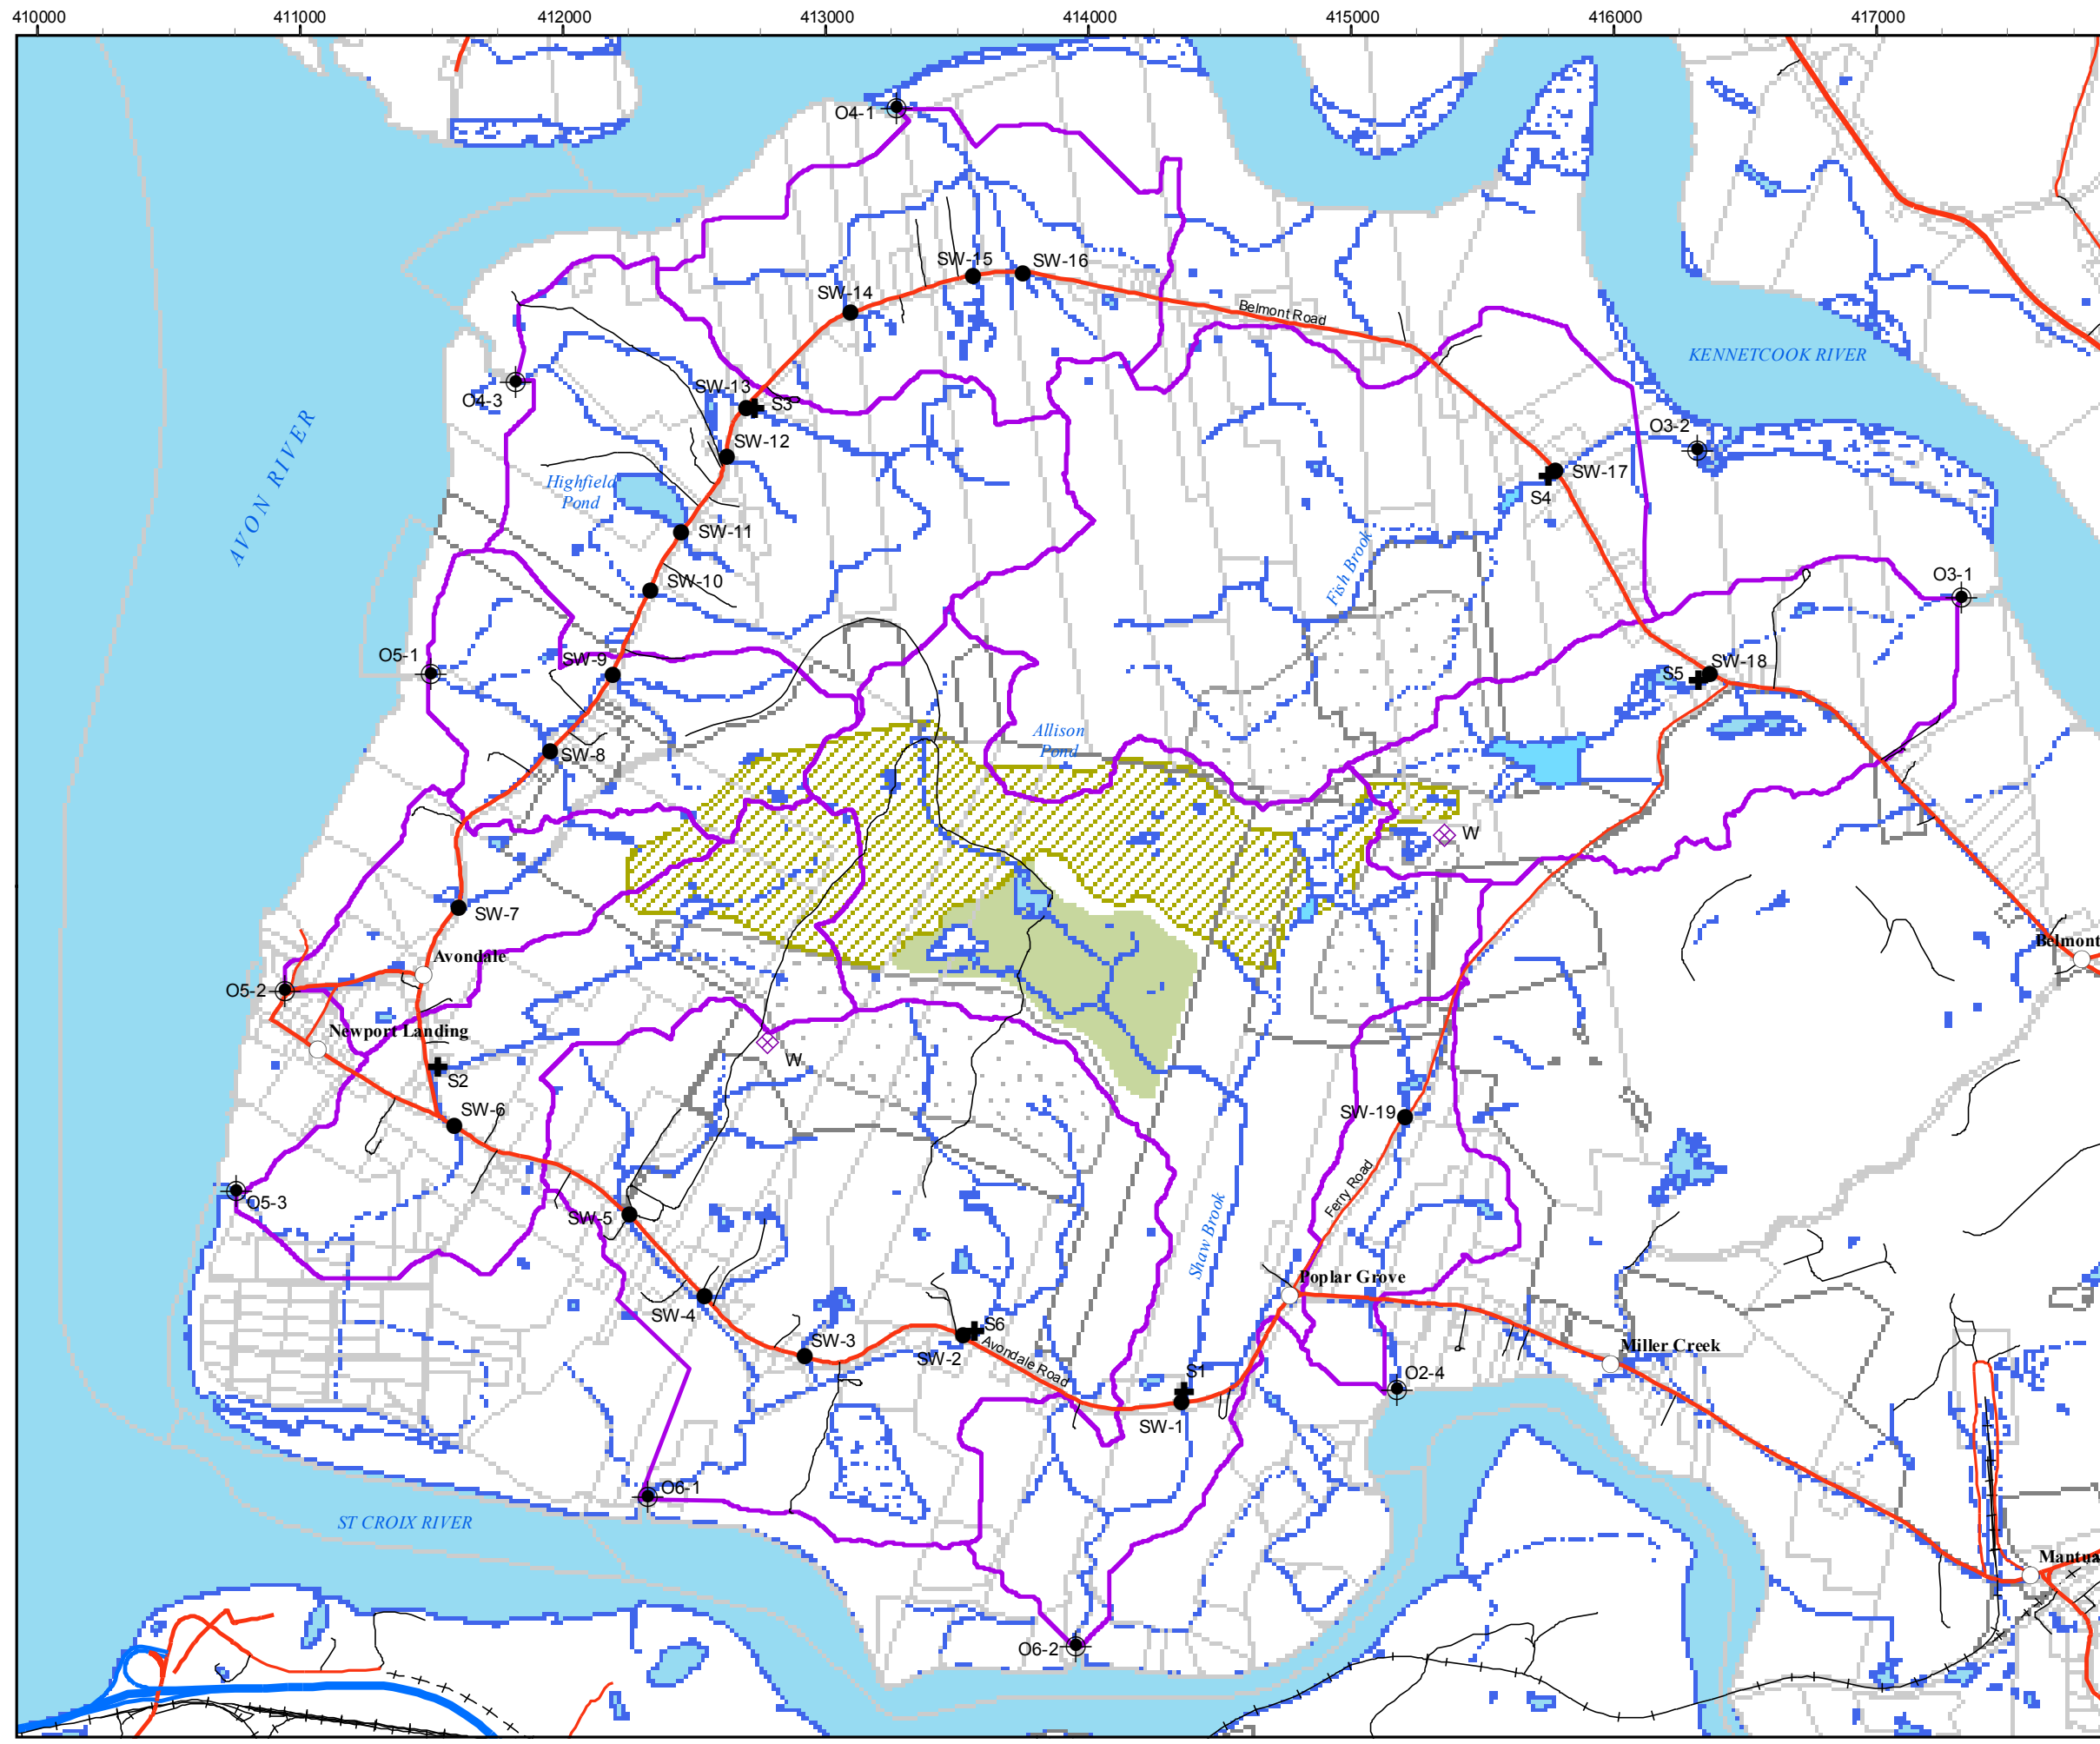 410000 411000 412000 413000 414000 415000 416000 417000
O4-1
SW-15 SW-16
SW-14
Belmont Road
KENNETCOOK RIVER
SW-13
S3
O4-3
AVON RIVER
SW-12
O3-2
SW-17
S4
Highfield
Pond
SW-11
Fish Brook
SW-10
O3-1
O5-1
SW-9
SW-18
S5
Allison
Pond
SW-8
W
SW-7
Avondale
Belmont
O5-2
Newport Landing
W
S2
SW-6
SW-19
O5-3
SW-5
Ferry Road
Shaw Brook
Poplar Grove
SW-4
S6
SW-3
SW-2
Avondale Road
Miller Creek
S1
O2-4
SW-1
O6-1
ST CROIX RIVER
Mantua
O6-2